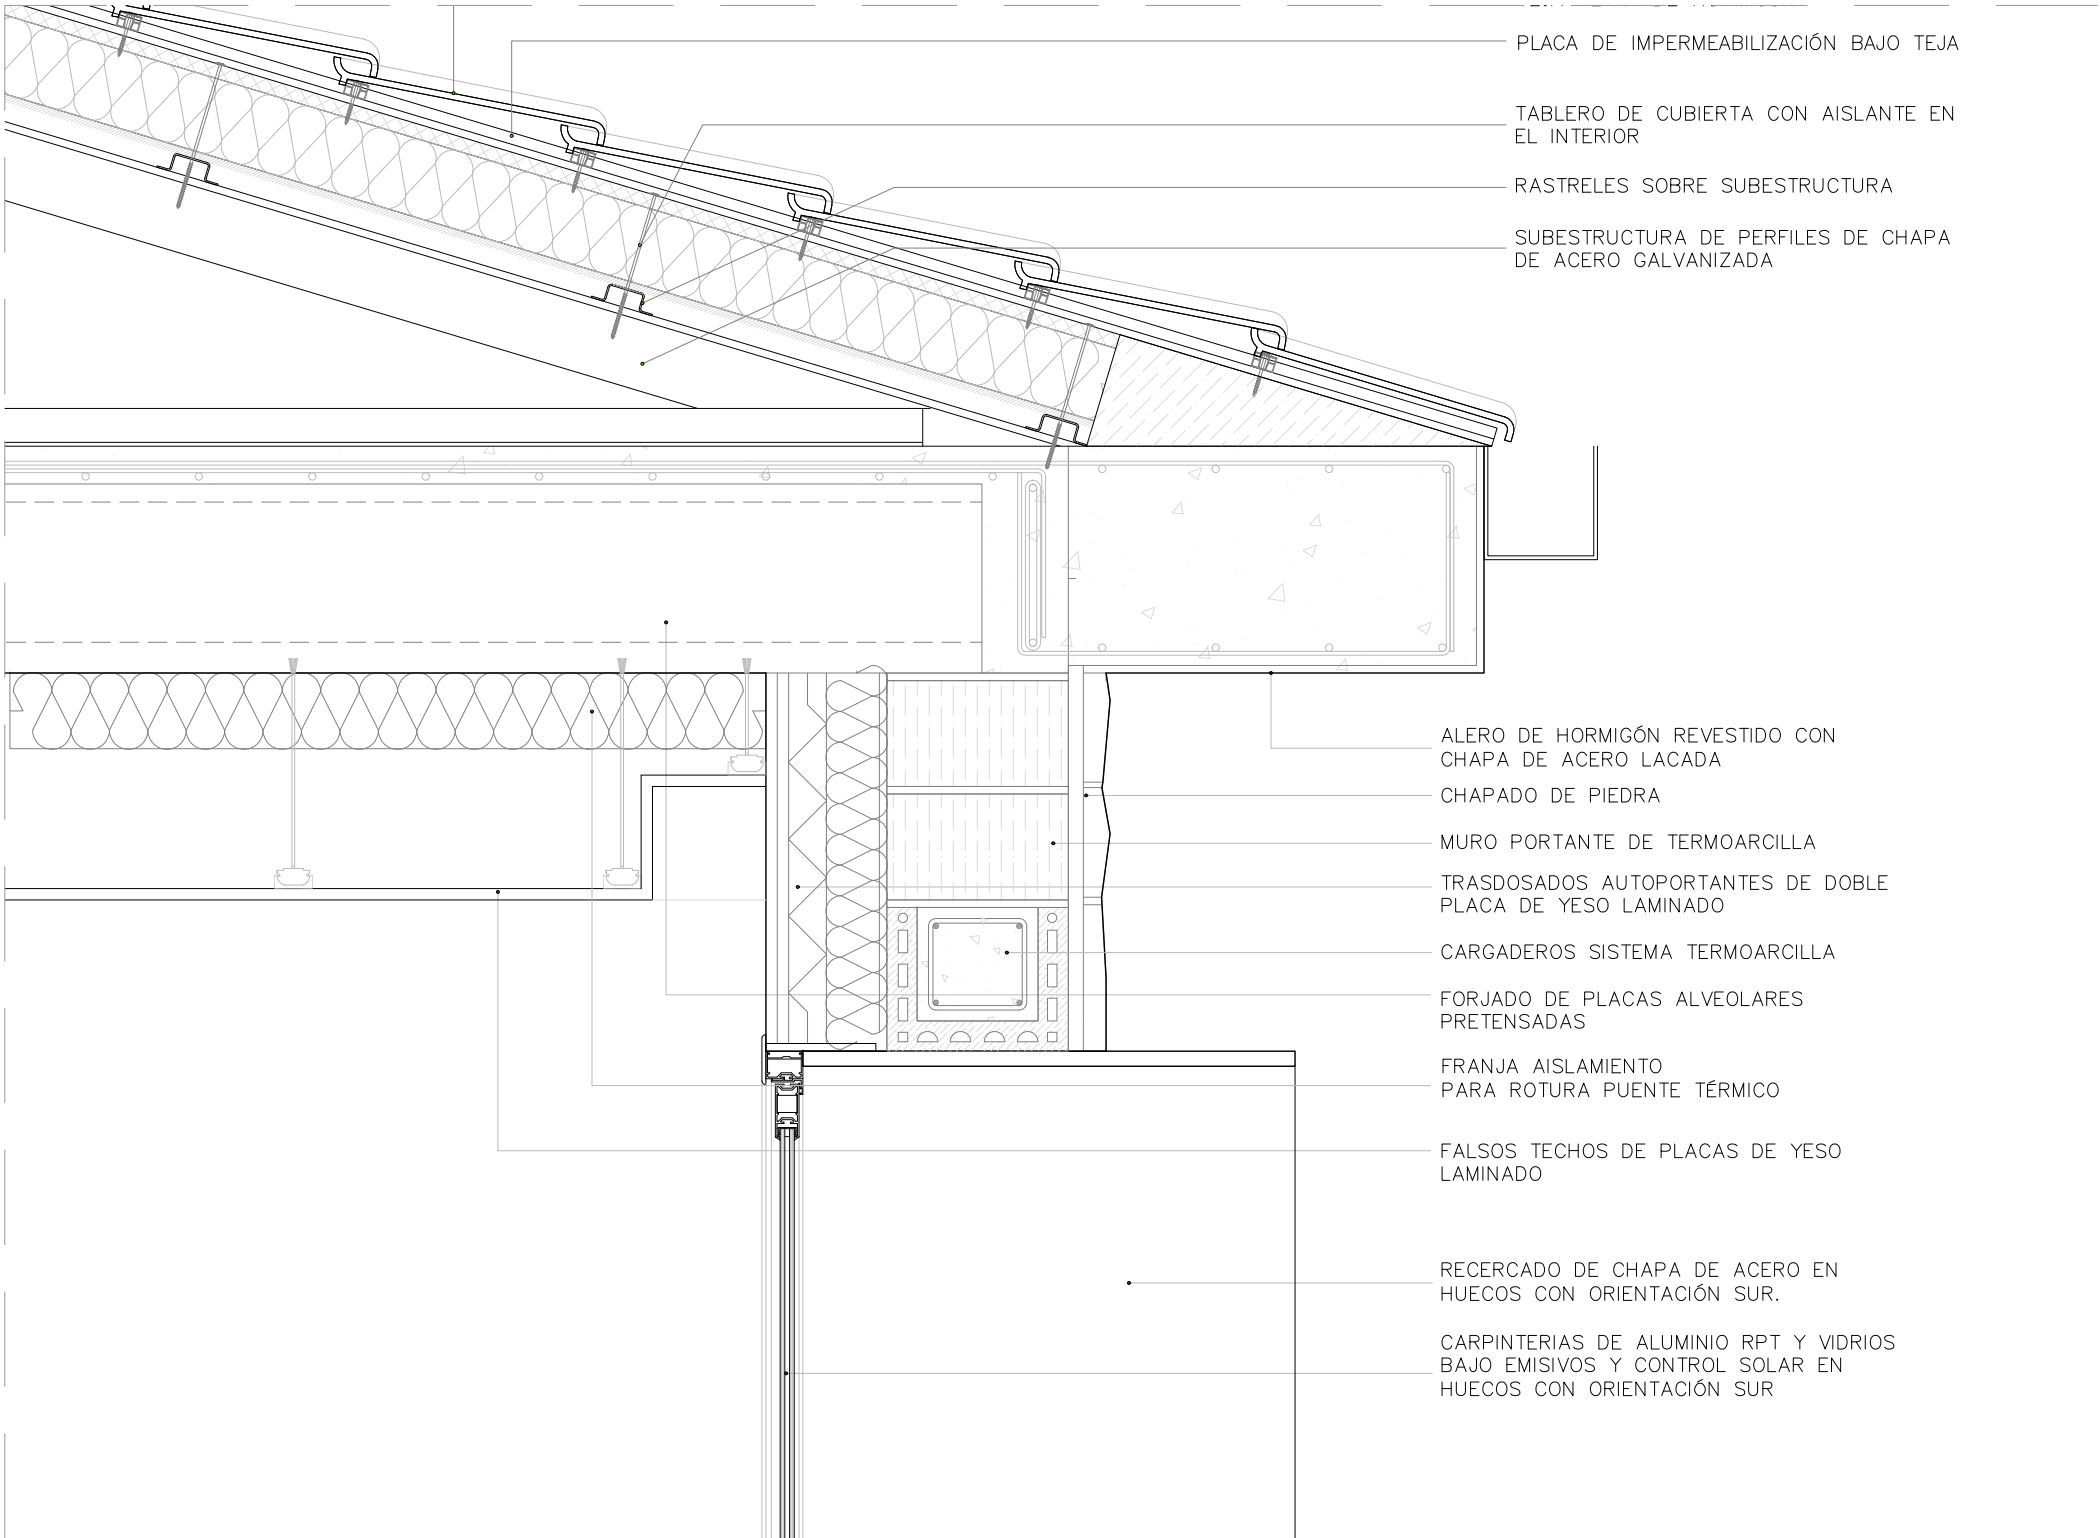 PLACA DE IMPERMEABILIZACIÓN BAJO TEJA
TABLERO DE CUBIERTA CON AISLANTE EN
EL INTERIOR
RASTRELES SOBRE SUBESTRUCTURA
SUBESTRUCTURA DE PERFILES DE CHAPA
DE ACERO GALVANIZADA
ALERO DE HORMIGÓN REVESTIDO CON
CHAPA DE ACERO LACADA
CHAPADO DE PIEDRA
MURO PORTANTE DE TERMOARCILLA
TRASDOSADOS AUTOPORTANTES DE DOBLE
PLACA DE YESO LAMINADO
CARGADEROS SISTEMA TERMOARCILLA
FORJADO DE PLACAS ALVEOLARES
PRETENSADAS
FRANJA AISLAMIENTO
PARA ROTURA PUENTE TÉRMICO
FALSOS TECHOS DE PLACAS DE YESO
LAMINADO
RECERCADO DE CHAPA DE ACERO EN
HUECOS CON ORIENTACIÓN SUR.
CARPINTERIAS DE ALUMINIO RPT Y VIDRIOS
BAJO EMISIVOS Y CONTROL SOLAR EN
HUECOS CON ORIENTACIÓN SUR